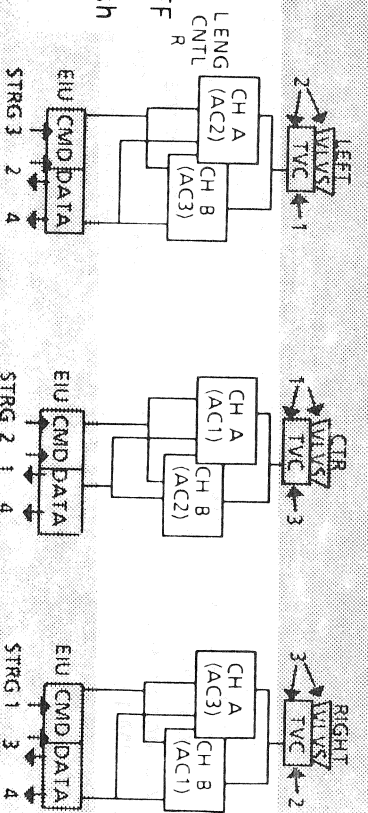 LEFT
2 VLVS
TVC 1
L ENG
CNTL
CH A
(AC2)
CH B
(AC3)
EIU CMD DATA
STRG 3 2 4
CTR
1 VLVS
TVC 3
CH A
(AC1)
CH B
(AC2)
EIU CMD DATA
STRG 2 1 4
RIGHT
3 VLVS
TVC 2
CH A
(AC3)
CH B
(AC1)
EIU CMD DATA
STRG 1 3 4